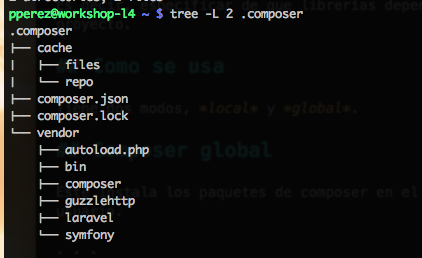 pperez@workshop-l4 ~ $ tree -L 2 .composer
.composer
├── cache
│   ├── files
│   └── repo
├── composer.json
├── composer.lock
└── vendor
    ├── autoload.php
    ├── bin
    ├── composer
    ├── guzzlehttp
    ├── laravel
    └── symfony